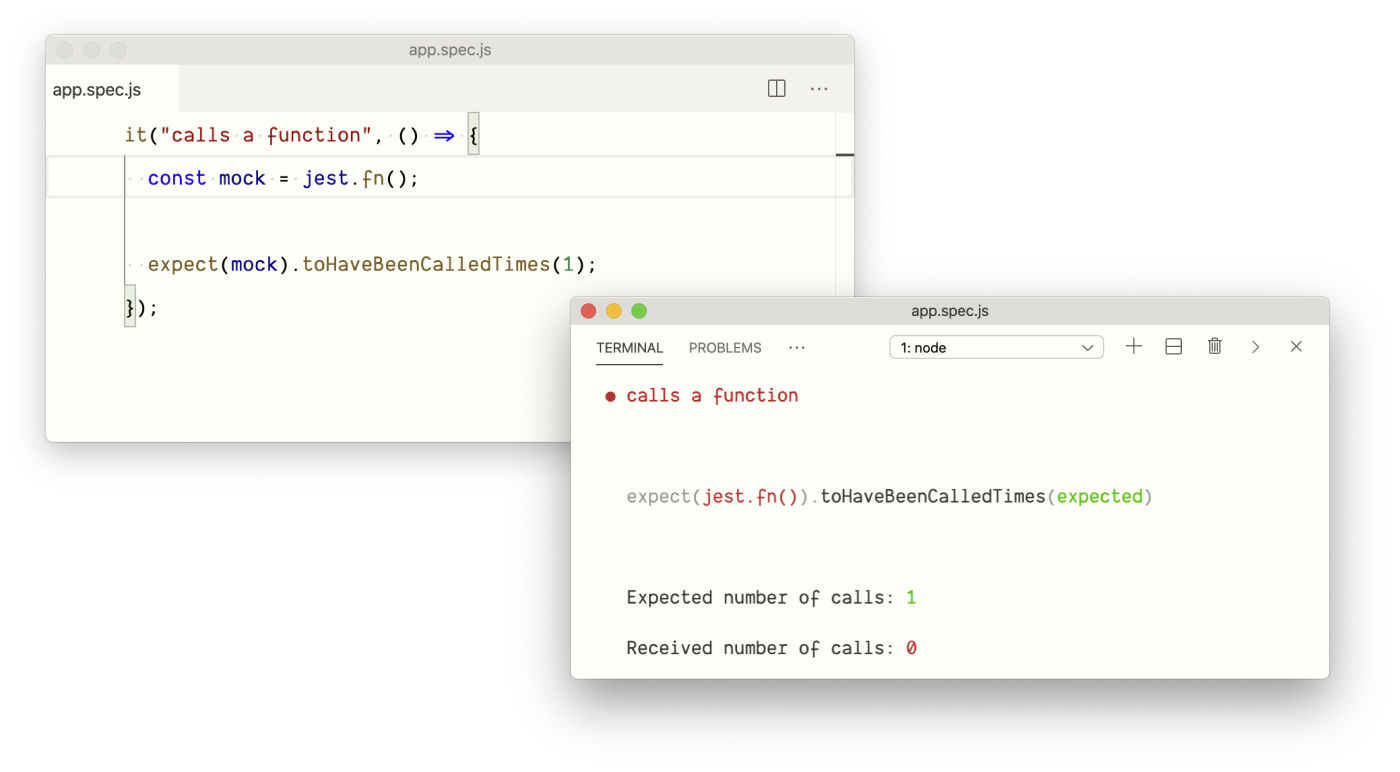 app.spec.js
app.spec.js
it("calls a function", () => {
const mock = jest.fn();
expect(mock).toHaveBeenCalledTimes(1);
});
app.spec.js
TERMINAL PROBLEMS ··· 1: node
● calls a function
expect(jest.fn()).toHaveBeenCalledTimes(expected)
Expected number of calls: 1
Received number of calls: 0